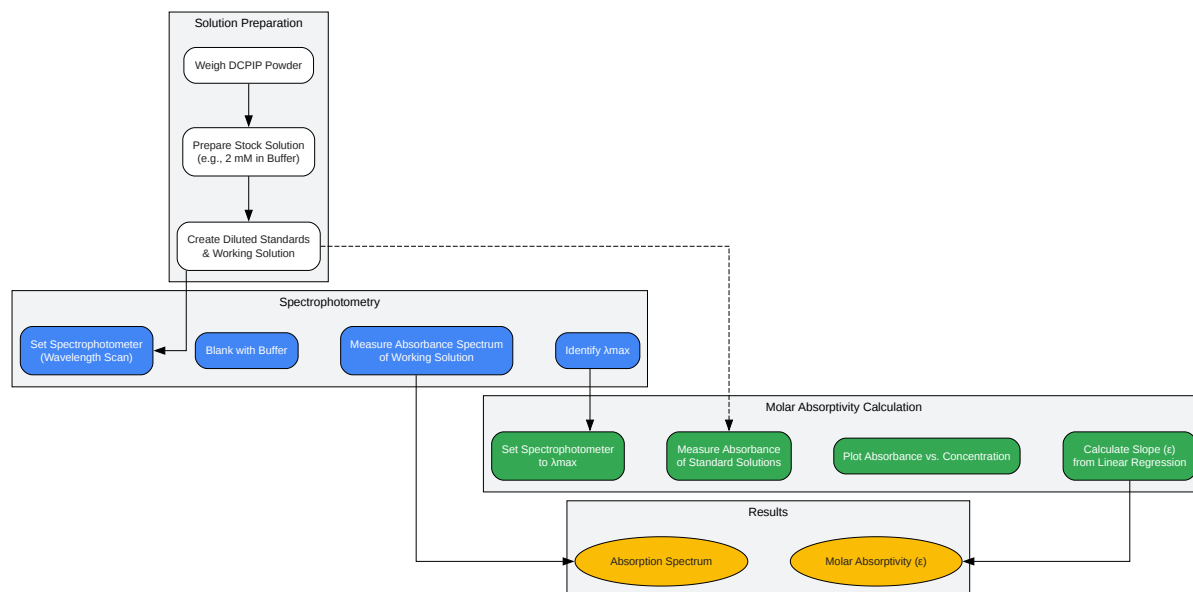 Solution Preparation
Weigh DCPIP Powder
Prepare Stock Solution
(e.g., 2 mM in Buffer)
Create Diluted Standards
& Working Solution
Spectrophotometry
Set Spectrophotometer
(Wavelength Scan)
Blank with Buffer
Measure Absorbance Spectrum
of Working Solution
Identify λmax
Molar Absorptivity Calculation
Set Spectrophotometer
to λmax
Measure Absorbance
of Standard Solutions
Plot Absorbance vs. Concentration
Calculate Slope (ε)
from Linear Regression
Results
Absorption Spectrum
Molar Absorptivity (ε)